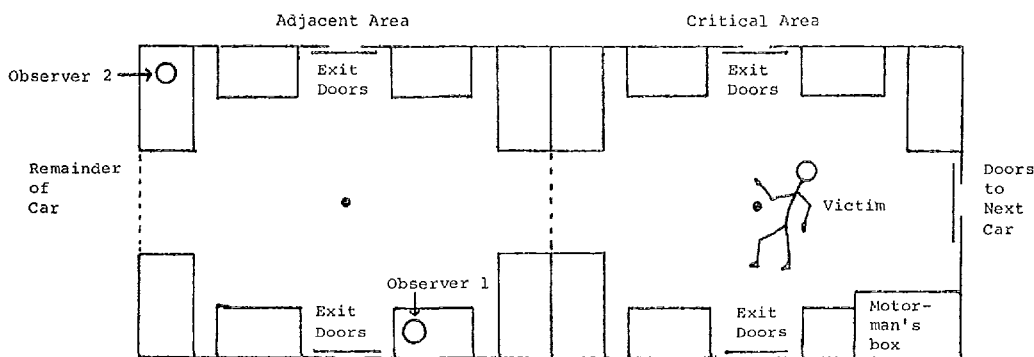 Adjacent Area
Critical Area
Observer 2
Exit
Doors
Exit
Doors
Remainder
of
Car
Victim
Doors
to
Next
Car
Observer 1
Exit
Doors
Exit
Doors
Motor-
man's
box